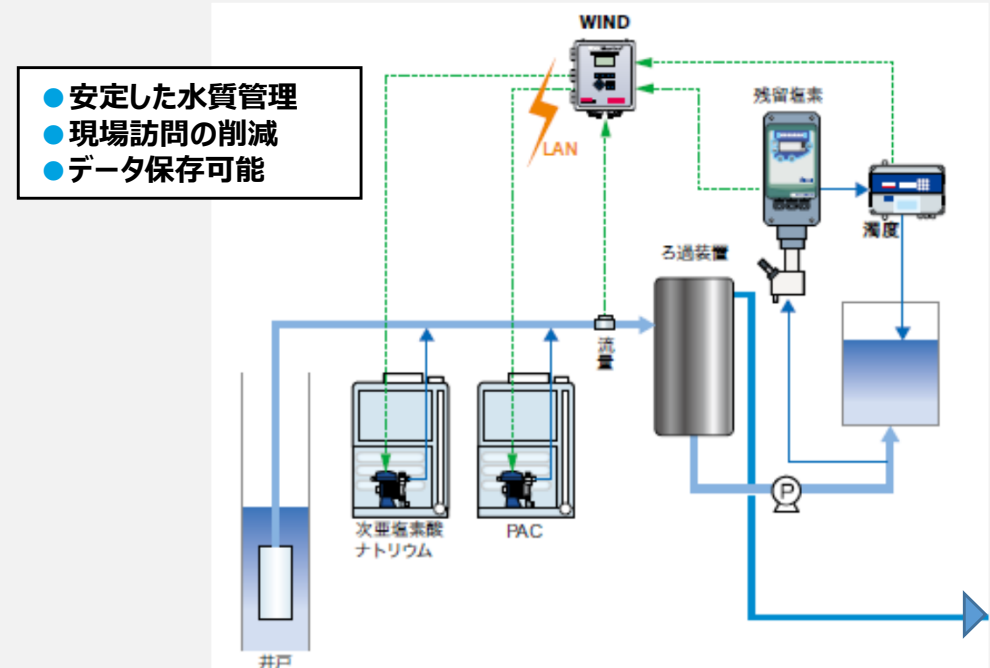 WIND
● 安定した水質管理
● 現場訪問の削減
● データ保存可能
LAN
残留塩素
濁度
ろ過装置
流
量
次亜塩素酸
ナトリウム
PAC
P
井戸